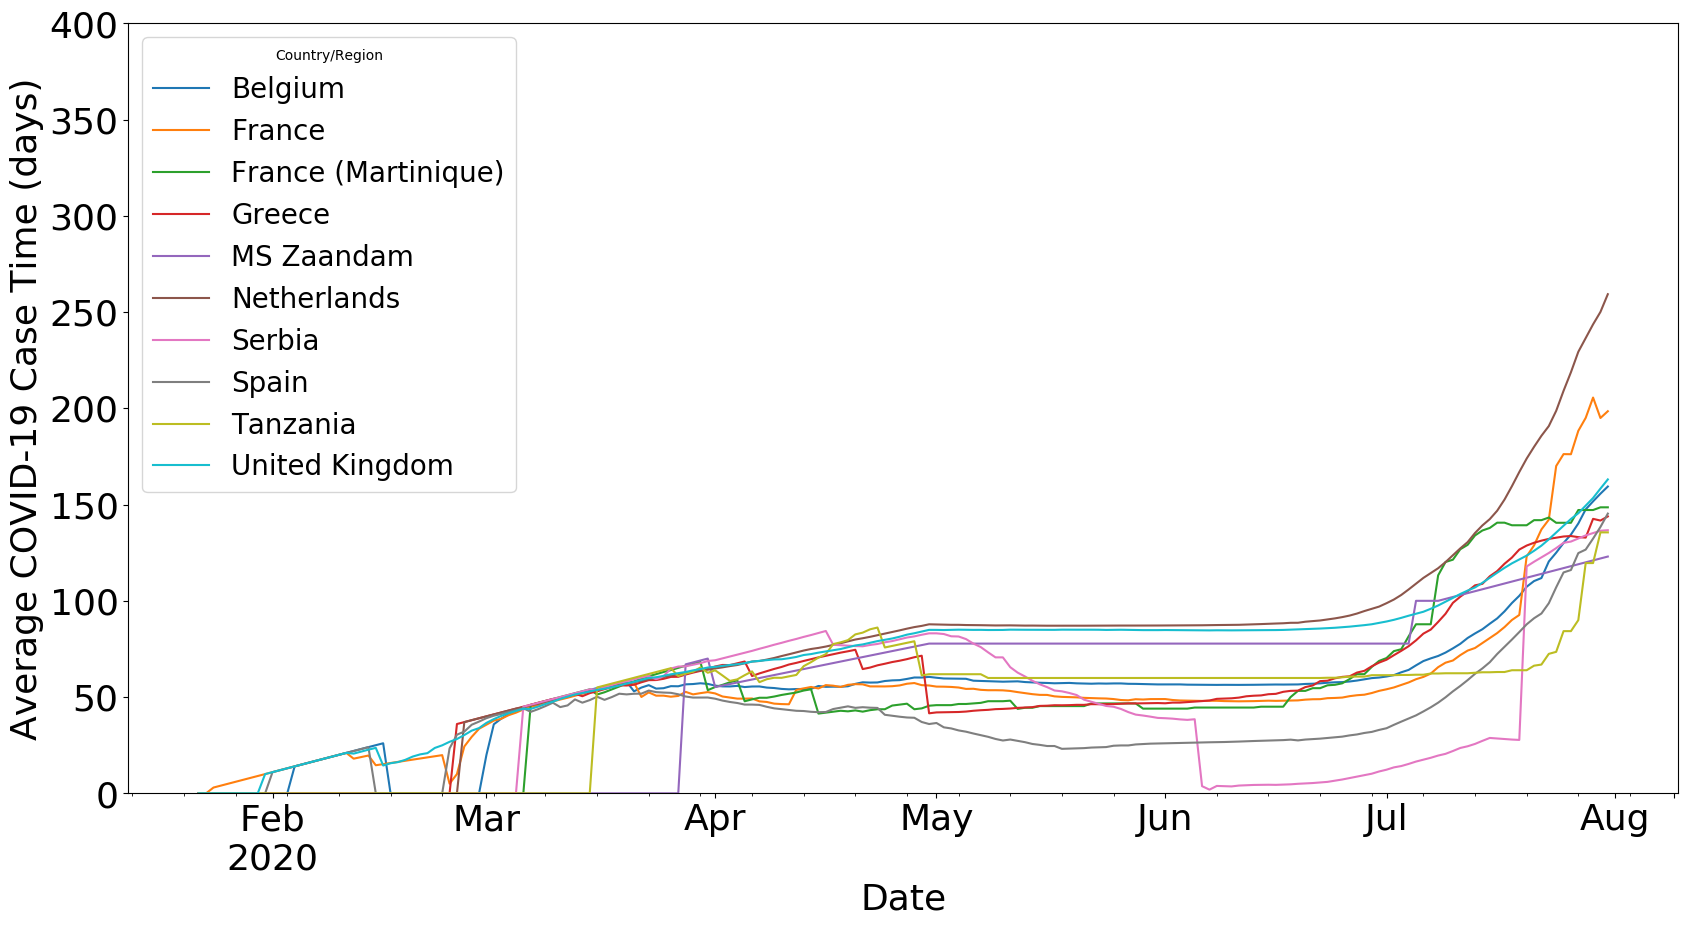 Average COVID-19 Case Time (days)
400
350
300
250
200
150
100
50
0
Country/Region
Belgium
France
France (Martinique)
Greece
MS Zaandam
Netherlands
Serbia
Spain
Tanzania
United Kingdom
Feb Mar Apr May Jun Jul Aug
2020
Date